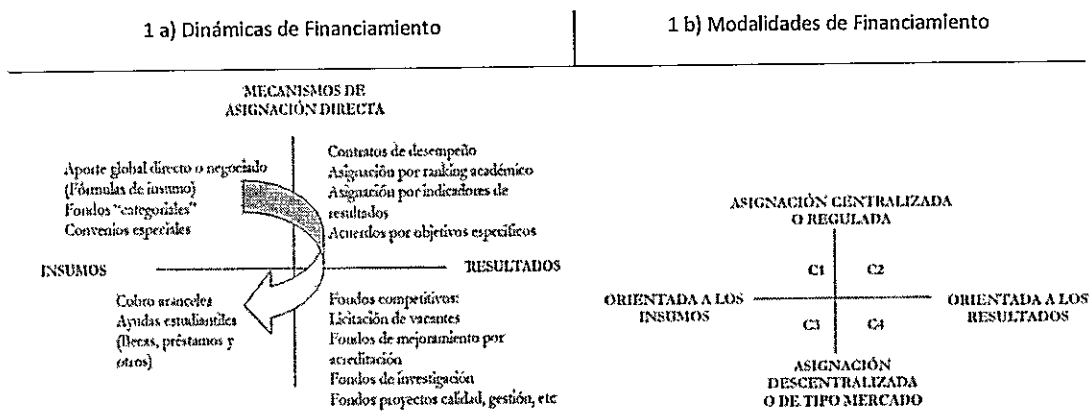 1 a) Dinámicas de Financiamiento
1 b) Modalidades de Financiamiento
MECANISMOS DE
ASIGNACIÓN DIRECTA
Aporte global directo o negociado
(Fórmulas de insumo)
Fondos "categoriales"
Convenios especiales
Contratos de desempeño
Asignación por ranking académico
Asignación por indicadores de
resultados
Acuerdos por objetivos específicos
INSUMOS
RESULTADOS
Cobro aranceles
Ayudas estudiantiles
(Becas, préstamos y
otros)
Fondos competitivos:
Licitación de vacantes
Fondos de mejoramiento por
acreditación
Fondos de investigación
Fondos proyectos calidad, gestión, etc
ASIGNACIÓN CENTRALIZADA
O REGULADA
C1 C2
ORIENTADA A LOS
INSUMOS
ORIENTADA A LOS
RESULTADOS
C3 C4
ASIGNACIÓN
DESCENTRALIZADA
O DE TIPO MERCADO